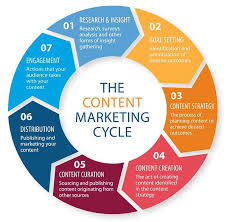 01
RESEARCH & INSIGHT
Research, surveys
analysis and other
forms of insight
gathering
02
GOAL SETTING
Identification and
administration of
desired outcomes
03
CONTENT STRATEGY
The process of
planning content to
achieve desired
outcomes
04
CONTENT CREATION
The act of creating
content identified
in the content
strategy
05
CONTENT CURATION
Sourcing and publishing
content originating from
other sources
06
DISTRIBUTION
Publishing and
marketing your
content
07
ENGAGEMENT
Actions that your
audience takes with
your content
THE
CONTENT
MARKETING
CYCLE